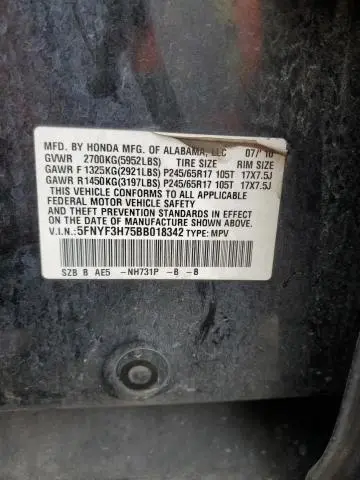 MFD. BY HONDA MFG. OF ALABAMA, LLC 07/10
GVWR 2700KG(5952LBS) TIRE SIZE RIM SIZE
GAWR F 1325KG(2921LBS) P245/65R17 105T 17X7.5J
GAWR R 1450KG(3197LBS) P245/65R17 105T 17X7.5J
THIS VEHICLE CONFORMS TO ALL APPLICABLE
FEDERAL MOTOR VEHICLE SAFETY
STANDARDS IN EFFECT ON
THE DATE OF MANUFACTURE SHOWN ABOVE.
V.I.N.:5FNYF3H75BB018342 TYPE: MPV
SZB B AE5 -NH731P -B -B